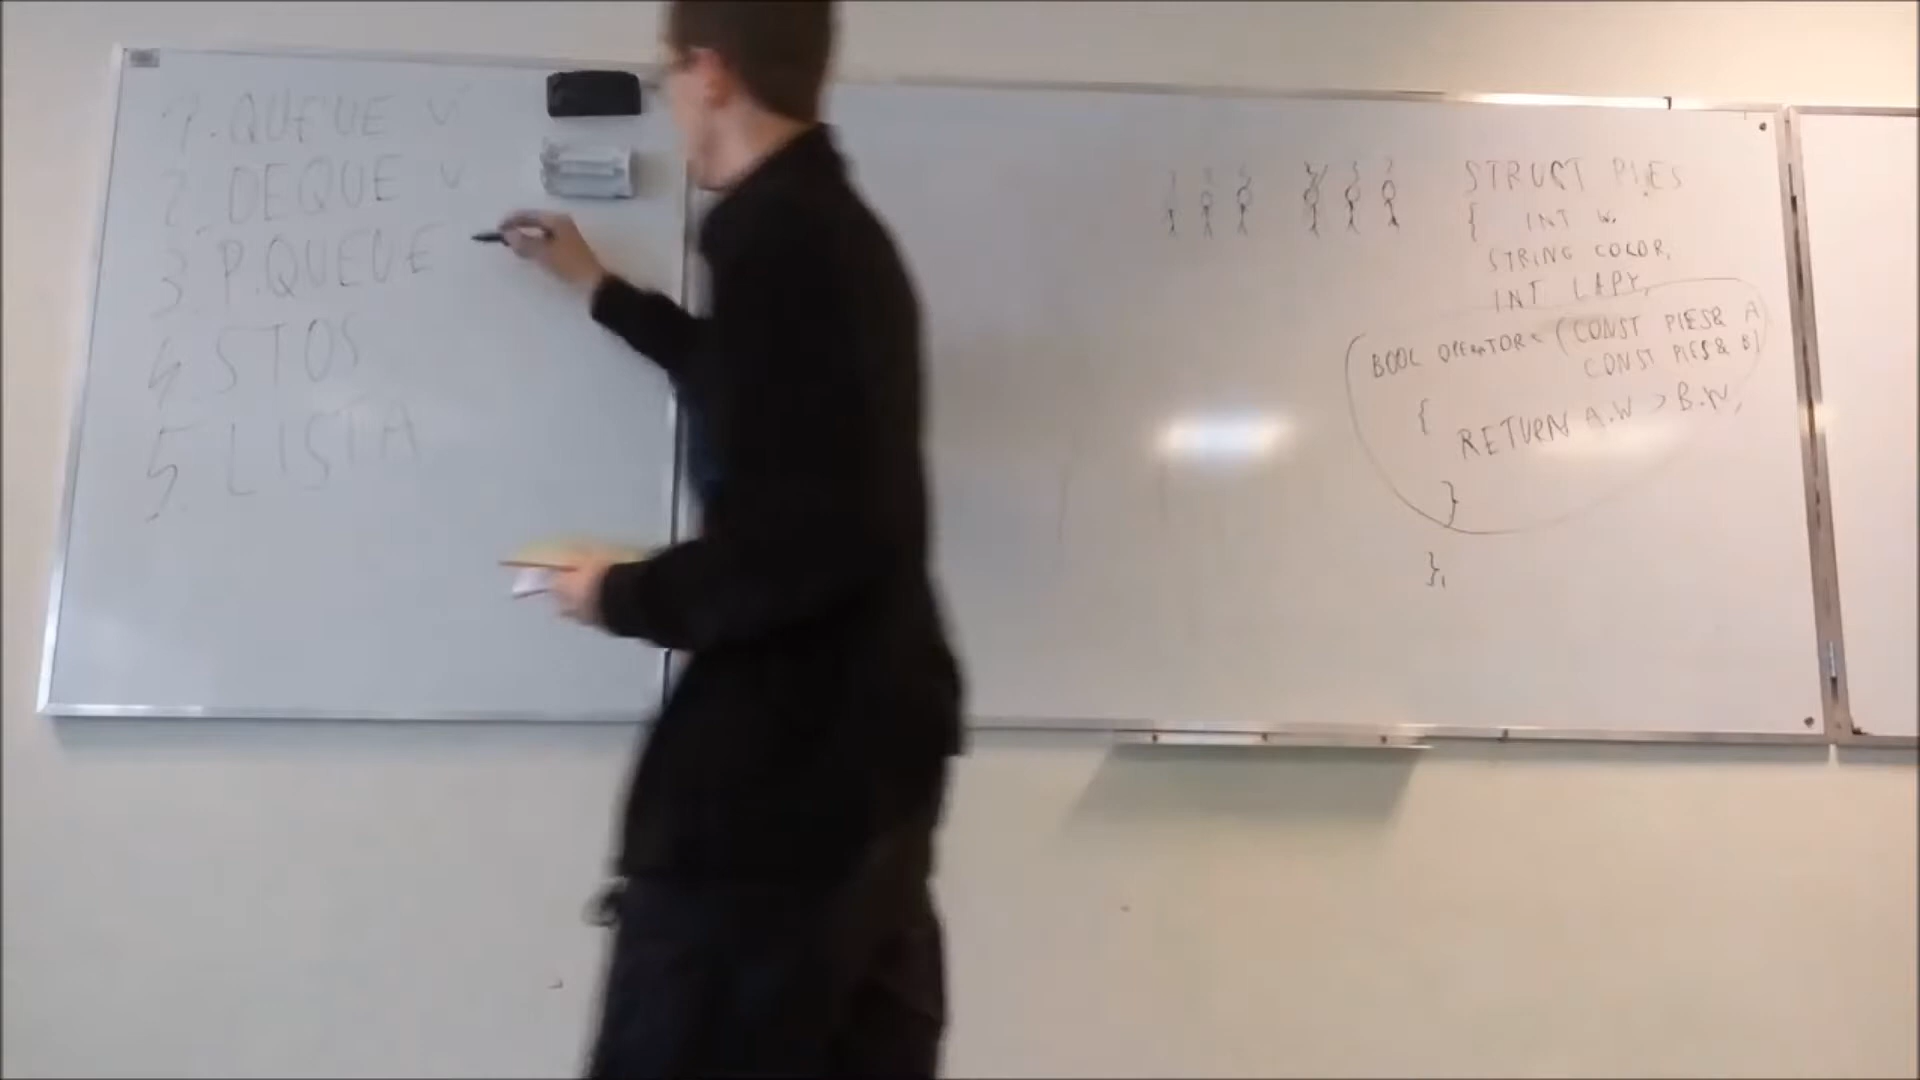 1. QUEUE V
2. DEQUE V
3. P.QUEUE
4. STOS
5. LISTA
STRUCT PIES
{ INT W,
STRING COLOR,
INT LAPY,
BOOL OPERATOR< (CONST PIES& A
CONST PIES& B)
{
RETURN A.W > B.W,
}
},